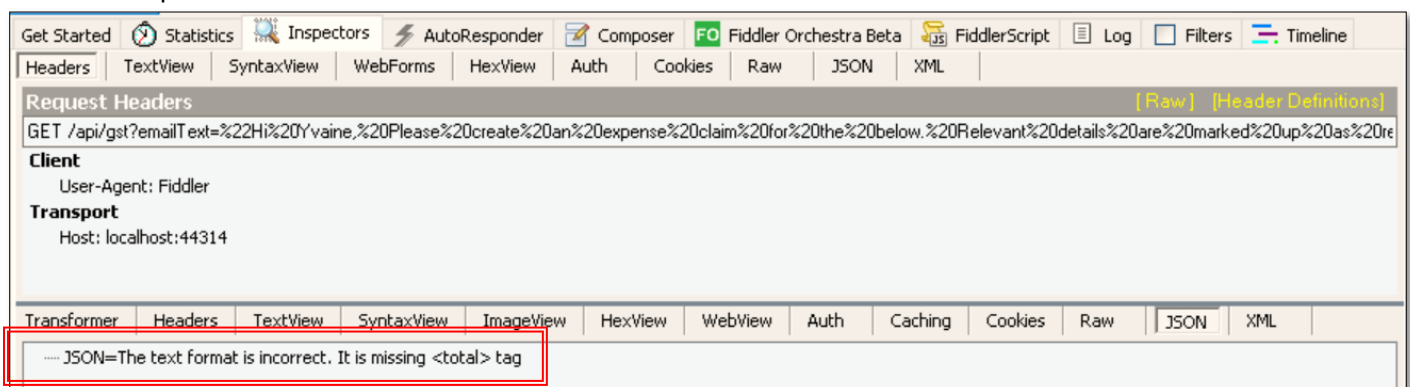 Get Started Statistics Inspectors AutoResponder Composer FO Fiddler Orchestra Beta JS FiddlerScript Log Filters Timeline
Headers TextView SyntaxView WebForms HexView Auth Cookies Raw JSON XML
Request Headers [Raw] [Header Definitions]
GET /api/gst?emailText=%22Hi%20Yvaine,%20Please%20create%20an%20expense%20claim%20for%20the%20below.%20Relevant%20details%20are%20marked%20up%20as%20re
Client
User-Agent: Fiddler
Transport
Host: localhost:44314
Transformer Headers TextView SyntaxView ImageView HexView WebView Auth Caching Cookies Raw JSON XML
JSON=The text format is incorrect. It is missing <total> tag